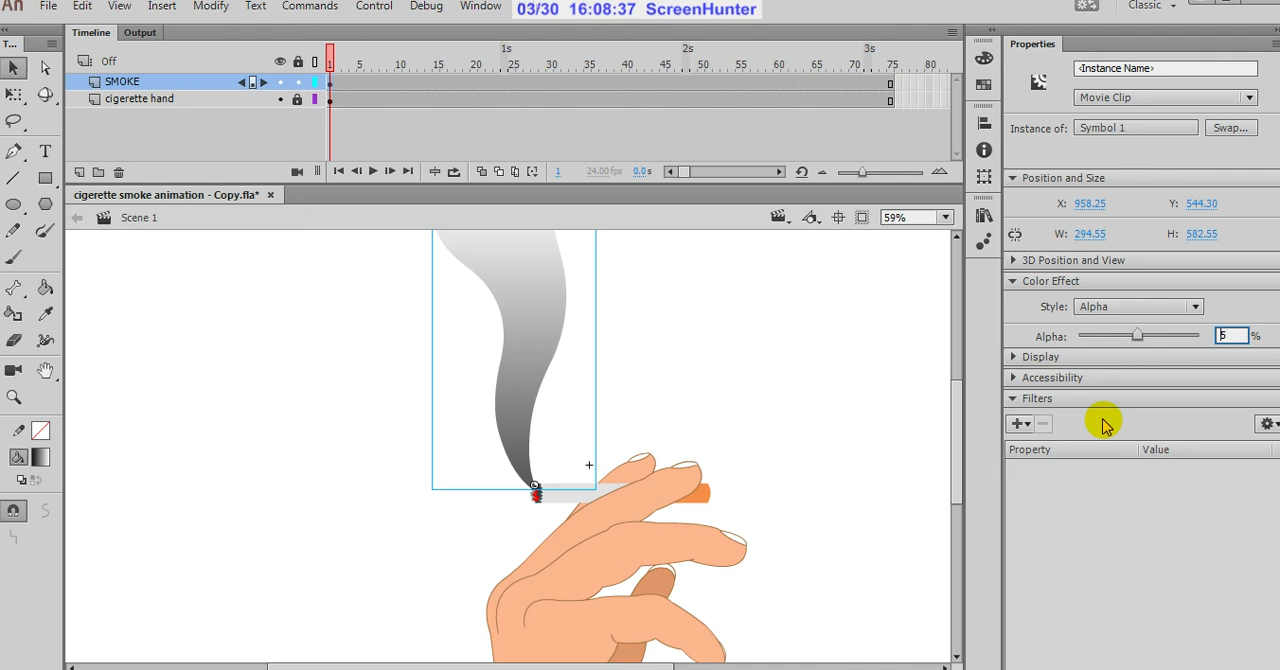 An File Edit View Insert Modify Text Commands Control Debug Window 03/30 16:08:37 ScreenHunter Classic
T... Timeline Output Properties
Off 1s 2s 3s
1 5 10 15 20 25 30 35 40 45 50 55 60 65 70 75 80
SMOKE
cigerette hand
<Instance Name>
Movie Clip
Instance of: Symbol 1 Swap...
1 24.00 fps 0.0 s
Position and Size
cigerette smoke animation - Copy.fla* ×
X: 958.25 Y: 544.30
Scene 1 59%
W: 294.55 H: 582.55
3D Position and View
Color Effect
Style: Alpha
Alpha: 5 %
Display
Accessibility
Filters
Property Value